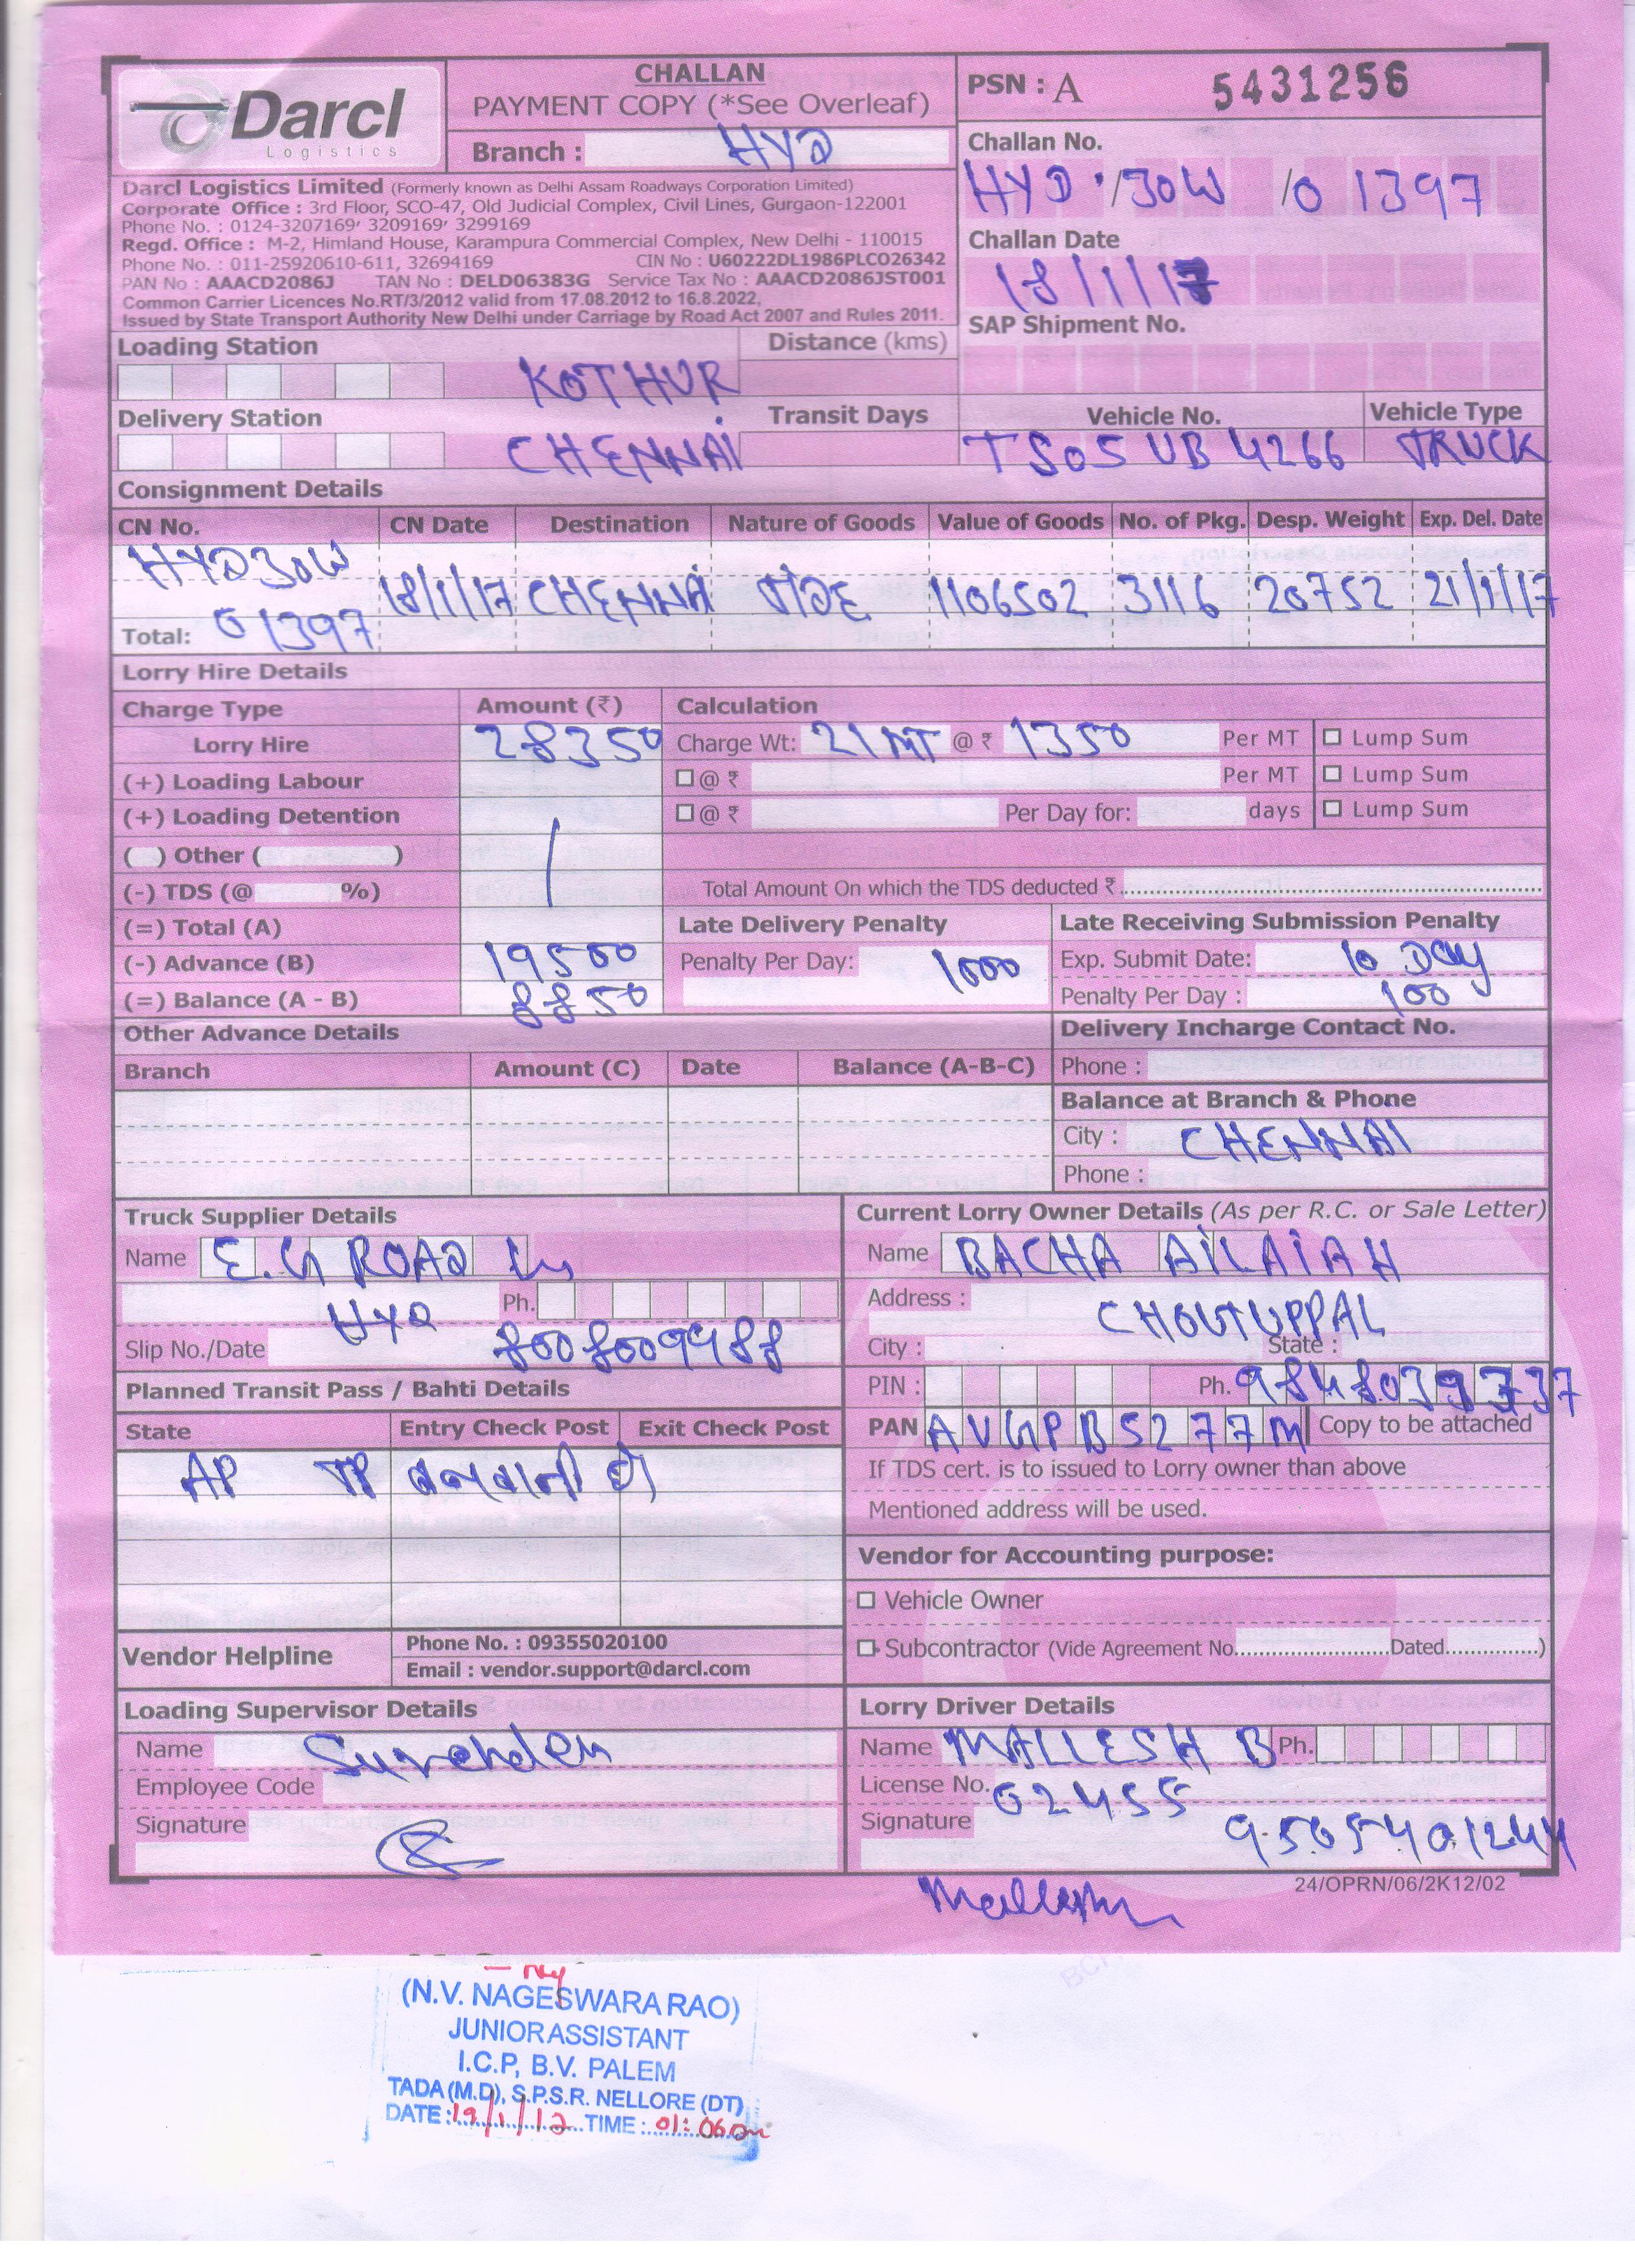 Darcl
Logistics
CHALLAN
PAYMENT COPY (*See Overleaf)
Branch : HYD
PSN : A 5431256
Challan No.
HYD /30W /01397
Challan Date
18/1/17
SAP Shipment No.
Darcl Logistics Limited (Formerly known as Delhi Assam Roadways Corporation Limited)
Corporate Office : 3rd Floor, SCO-47, Old Judicial Complex, Civil Lines, Gurgaon-122001
Phone No. : 0124-3207169, 3209169, 3299169
Regd. Office : M-2, Himland House, Karampura Commercial Complex, New Delhi - 110015
Phone No. : 011-25920610-611, 32694169 CIN No : U60222DL1986PLCO26342
PAN No : AAACD2086J TAN No : DELD06383G Service Tax No : AAACD2086JST001
Common Carrier Licences No.RT/3/2012 valid from 17.08.2012 to 16.8.2022,
Issued by State Transport Authority New Delhi under Carriage by Road Act 2007 and Rules 2011.
Loading Station KOTHUR Distance (kms)
Delivery Station CHENNAI Transit Days
Vehicle No. Vehicle Type
TS05 UB 4266 TRUCK
Consignment Details
CN No. CN Date Destination Nature of Goods Value of Goods No. of Pkg. Desp. Weight Exp. Del. Date
HYD30W
01397 18/1/17 CHENNAI 1106502 3116 20752 21/1/17
Total:
Lorry Hire Details
Charge Type Amount (₹) Calculation
Lorry Hire 28350 Charge Wt: 21 MT @ ₹ 1350 Per MT Lump Sum
(+) Loading Labour @ ₹ Per MT Lump Sum
(+) Loading Detention @ ₹ Per Day for: days Lump Sum
( ) Other ( )
(-) TDS (@ %) Total Amount On which the TDS deducted ₹
(=) Total (A) Late Delivery Penalty Late Receiving Submission Penalty
(-) Advance (B) 19500 Penalty Per Day: 1000 Exp. Submit Date: 10 Day
(=) Balance (A - B) 8850 Penalty Per Day : 100
Other Advance Details Delivery Incharge Contact No.
Branch Amount (C) Date Balance (A-B-C) Phone :
Balance at Branch & Phone
City : CHENNAI
Phone :
Truck Supplier Details
Name E.G ROAD
HYD Ph.
Slip No./Date 8008009988
Current Lorry Owner Details (As per R.C. or Sale Letter)
Name BACHA AILAIAH
Address : CHOUTUPPAL
City : State :
PIN : Ph.
PAN AVGPB5277M Copy to be attached
If TDS cert. is to issued to Lorry owner than above
Mentioned address will be used.
Planned Transit Pass / Bahti Details
State Entry Check Post Exit Check Post
AP TP
Vendor for Accounting purpose:
Vehicle Owner
Subcontractor (Vide Agreement No. Dated )
Vendor Helpline
Phone No. : 09355020100
Email : vendor.support@darcl.com
Loading Supervisor Details
Name Surender
Employee Code
Signature
Lorry Driver Details
Name MALLESH B Ph.
License No. 02455
Signature 9505401244
Mallesh
24/OPRN/06/2K12/02
(N.V. NAGESWARA RAO)
JUNIOR ASSISTANT
I.C.P, B.V. PALEM
TADA (M.D), S.P.S.R. NELLORE (DT)
DATE : 19/1/17 TIME : 01:06